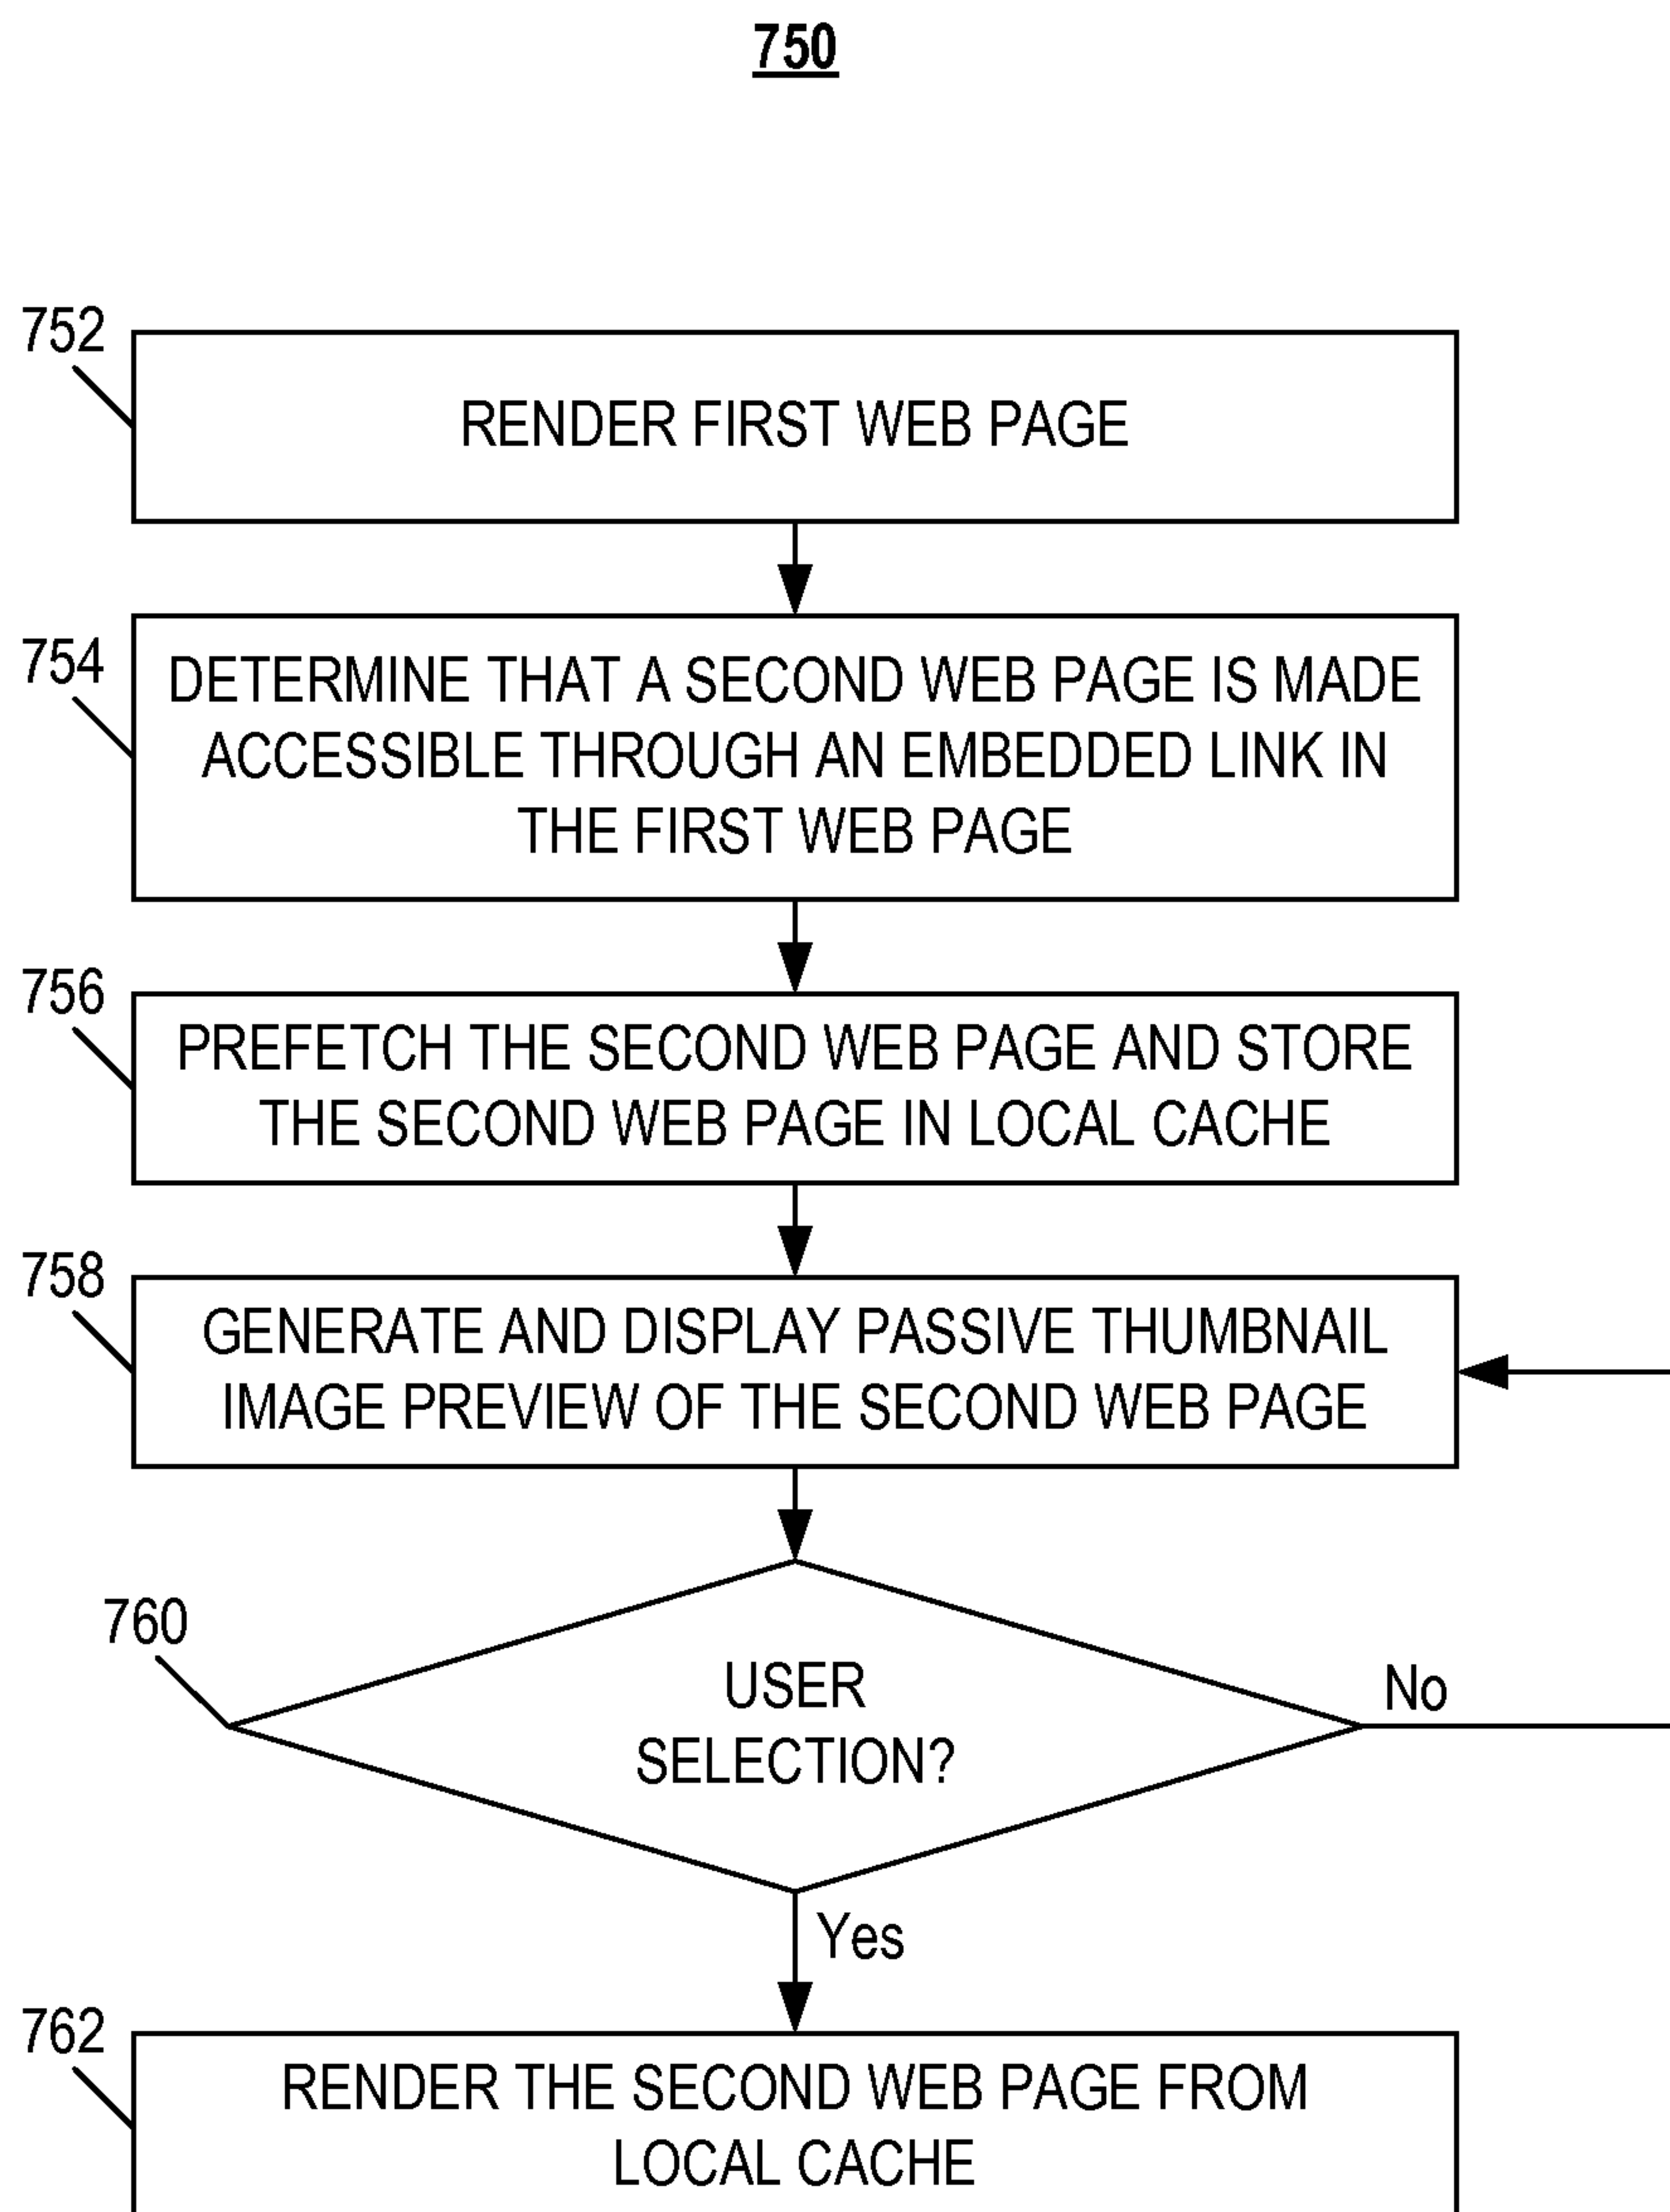 750
752
RENDER FIRST WEB PAGE
754
DETERMINE THAT A SECOND WEB PAGE IS MADE
ACCESSIBLE THROUGH AN EMBEDDED LINK IN
THE FIRST WEB PAGE
756
PREFETCH THE SECOND WEB PAGE AND STORE
THE SECOND WEB PAGE IN LOCAL CACHE
758
GENERATE AND DISPLAY PASSIVE THUMBNAIL
IMAGE PREVIEW OF THE SECOND WEB PAGE
760
USER
SELECTION?
No
Yes
762
RENDER THE SECOND WEB PAGE FROM
LOCAL CACHE